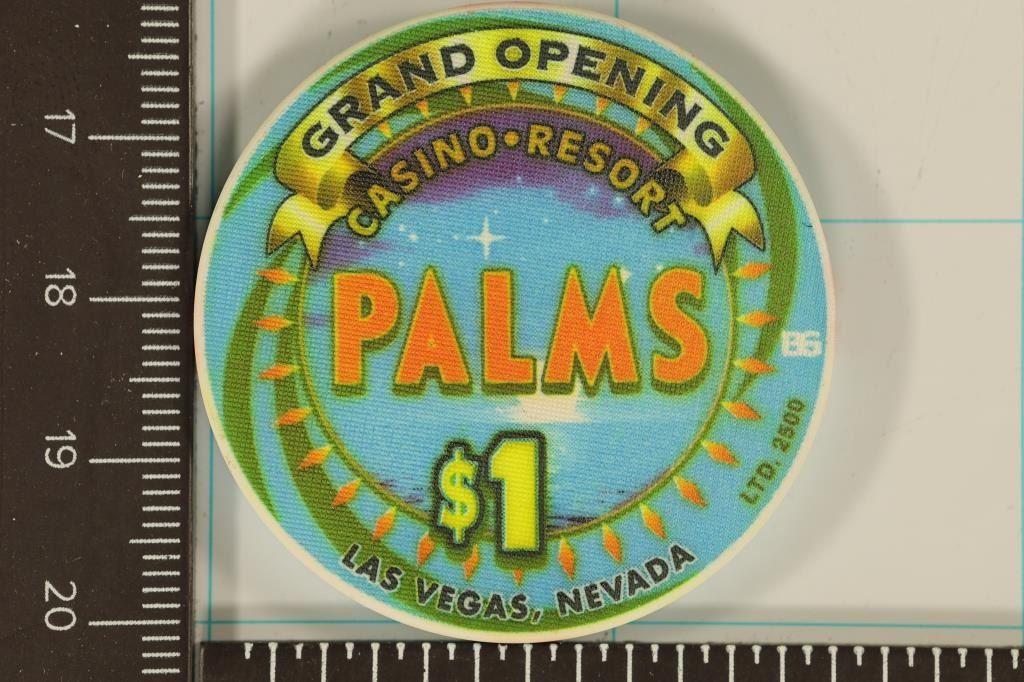 GRAND OPENING
CASINO•RESORT
PALMS
$1
LAS VEGAS, NEVADA
LTD. 2500
BG
17
18
19
20